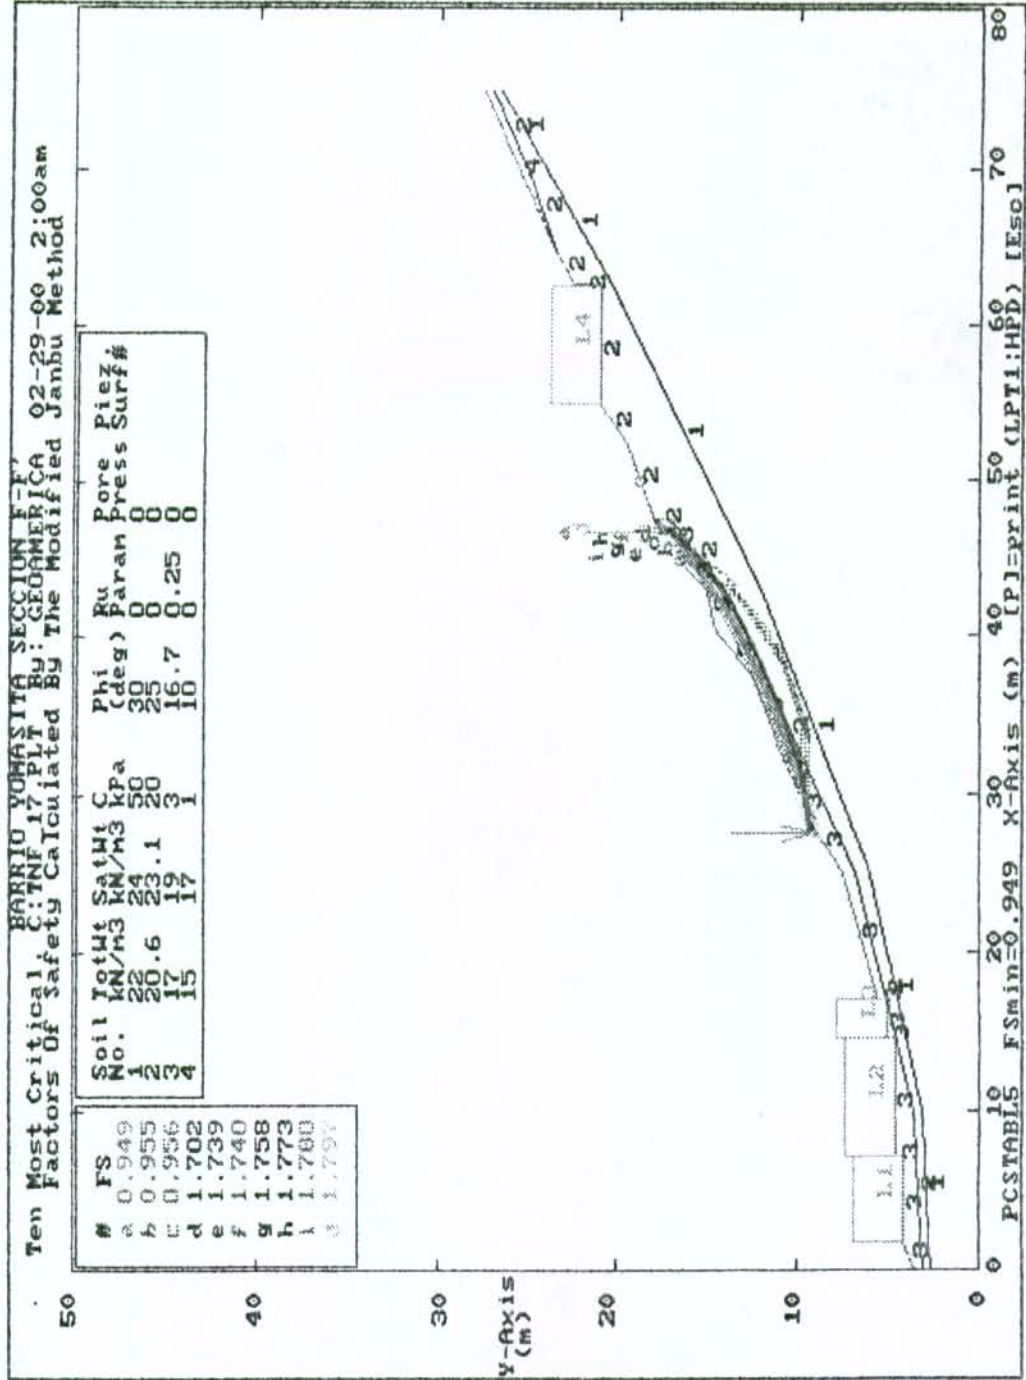 BARRIO YOMASITA SECCION F-F'
Ten Most Critical. C:TNF_17.PLT By: GEOAMERICA 02-29-00 2:00am
Factors Of Safety Calculated By The Modified Janbu Method
# FS
a 0.949
b 0.955
c 0.956
d 1.702
e 1.739
f 1.740
g 1.758
h 1.773
i 1.780
Soil TotWt SatWt C Phi Ru Pore Piez.
No. kN/m3 kN/m3 kPa (deg) Param Press Surf#
1 22 24 50 30 0 0
2 20.6 23.1 20 25 0 0
3 17 19 3 16.7 0.25 0
4 15 17 1 10 0 0
Y-Axis
(m)
50
40
30
20
10
0
L1
L2
L3
L4
a
i
h
g
f
e
d
c
b
1
2
3
4
0 10 20 30 40 50 60 70 80
PCSTABL5 FSmin=0.949 X-Axis (m) [P]=print (LPT1:HPD) [Esc]